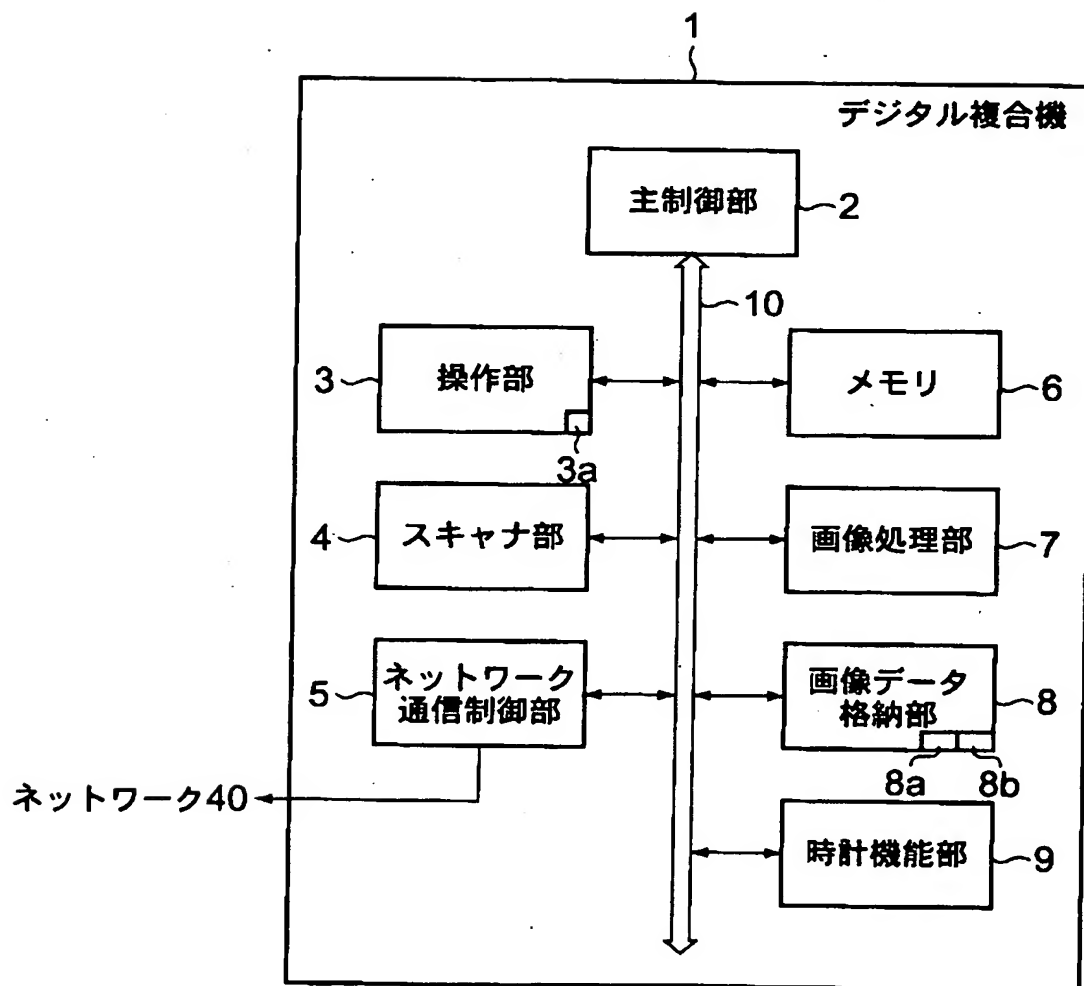 1
デジタル複合機
主制御部
2
10
3
操作部
3a
メモリ
6
4
スキャナ部
画像処理部
7
5
ネットワーク
通信制御部
画像データ
格納部
8
8a
8b
ネットワーク40
時計機能部
9